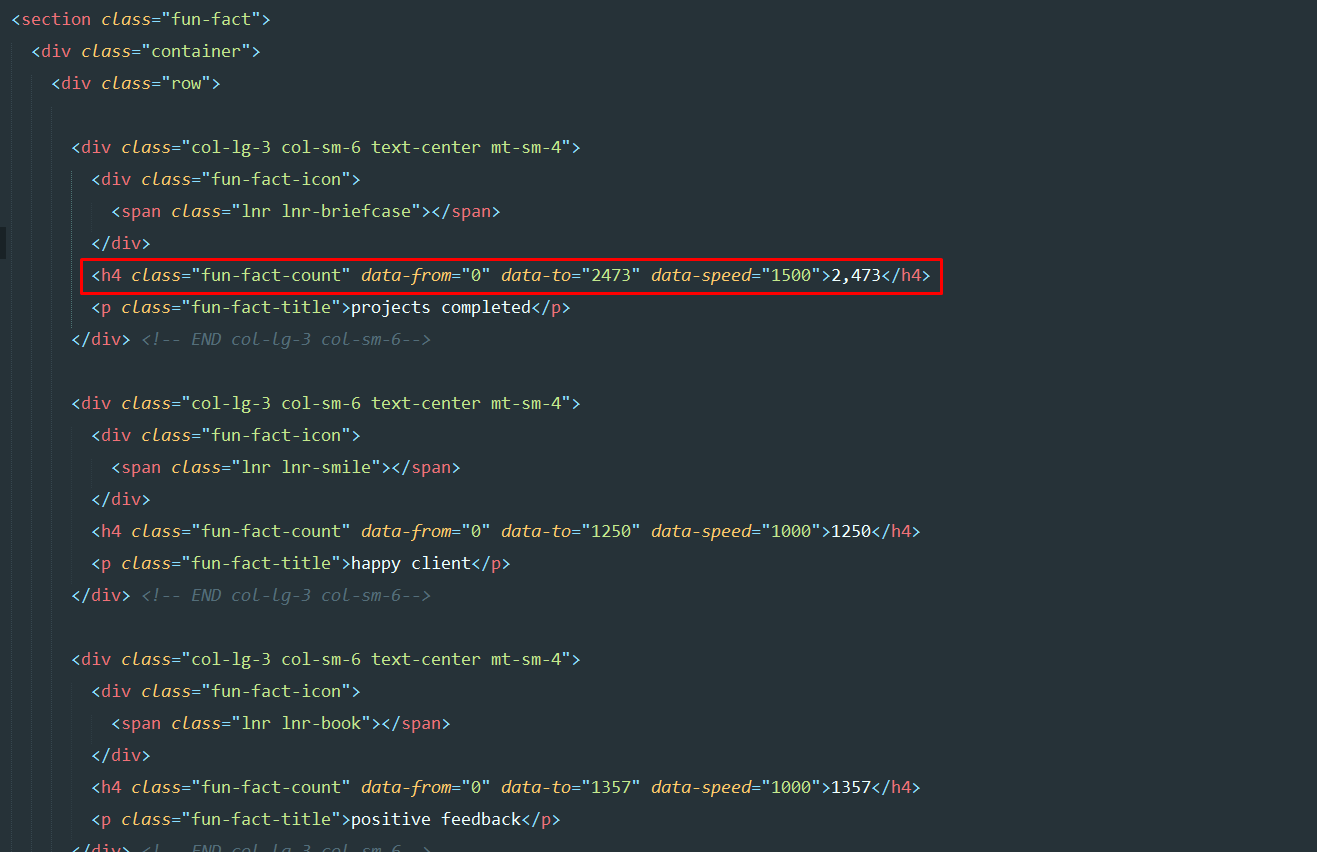 <section class="fun-fact">
<div class="container">
<div class="row">
<div class="col-lg-3 col-sm-6 text-center mt-sm-4">
<div class="fun-fact-icon">
<span class="lnr lnr-briefcase"></span>
</div>
<h4 class="fun-fact-count" data-from="0" data-to="2473" data-speed="1500">2,473</h4>
<p class="fun-fact-title">projects completed</p>
</div> <!-- END col-lg-3 col-sm-6-->
<div class="col-lg-3 col-sm-6 text-center mt-sm-4">
<div class="fun-fact-icon">
<span class="lnr lnr-smile"></span>
</div>
<h4 class="fun-fact-count" data-from="0" data-to="1250" data-speed="1000">1250</h4>
<p class="fun-fact-title">happy client</p>
</div> <!-- END col-lg-3 col-sm-6-->
<div class="col-lg-3 col-sm-6 text-center mt-sm-4">
<div class="fun-fact-icon">
<span class="lnr lnr-book"></span>
</div>
<h4 class="fun-fact-count" data-from="0" data-to="1357" data-speed="1000">1357</h4>
<p class="fun-fact-title">positive feedback</p>
</div> <!-- END col-lg-3 col-sm-6-->